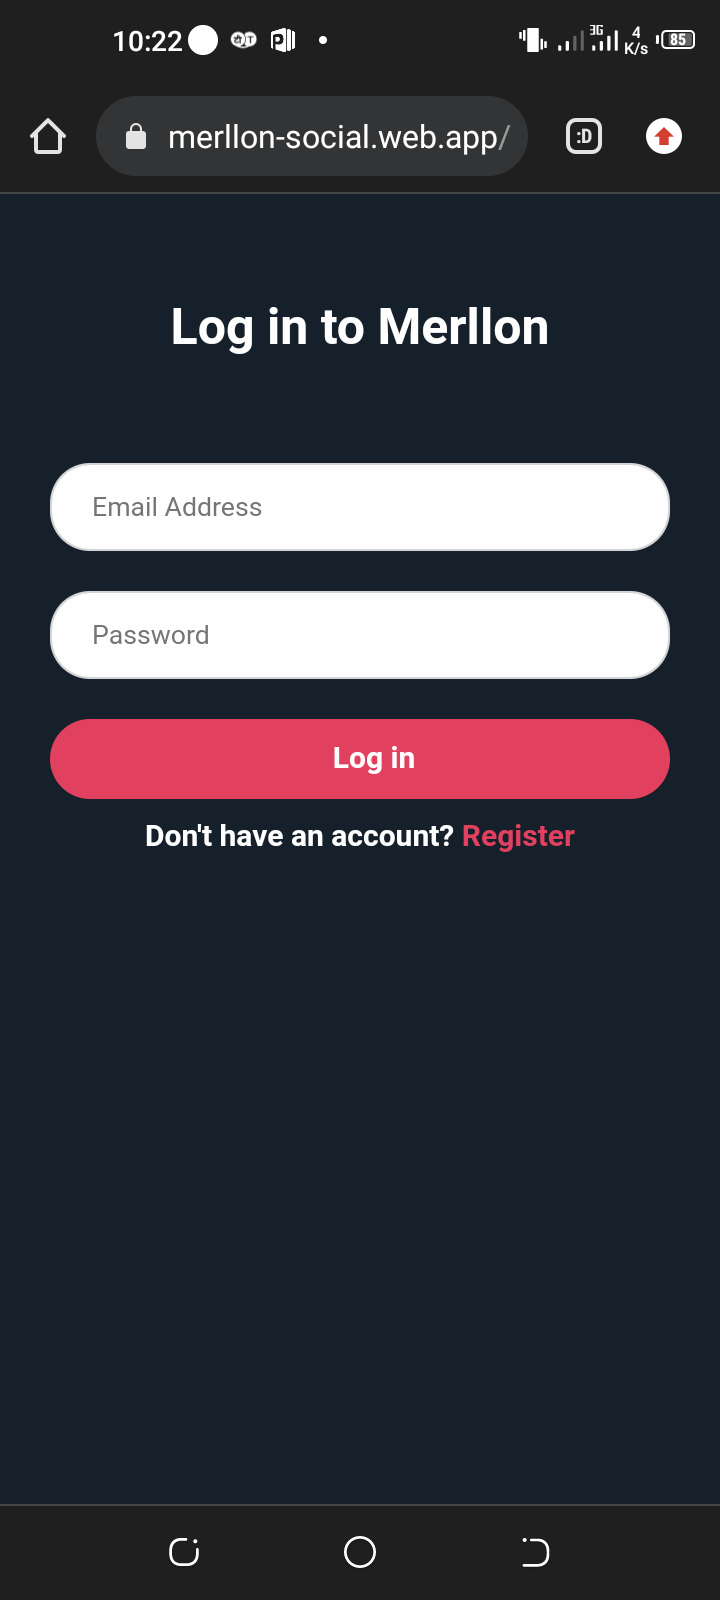 10:22
3G 4 K/s 85
merllon-social.web.app/ :D
Log in to Merllon
Email Address
Password
Log in
Don't have an account? Register